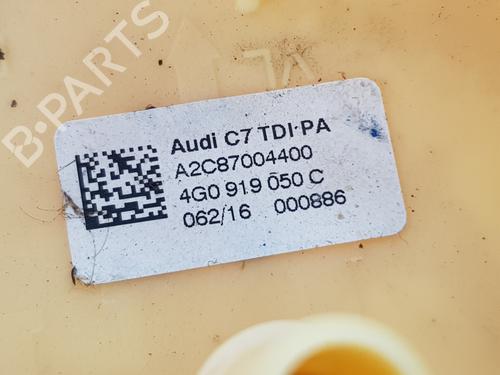 B-PARTS
Audi C7 TDI PA
A2C87004400
4G0 919 050 C
062/16 000886